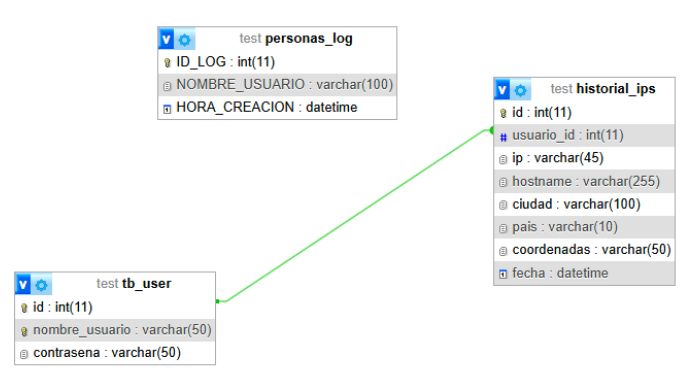 test personas_log
ID_LOG : int(11)
NOMBRE_USUARIO : varchar(100)
HORA_CREACION : datetime
test historial_ips
id : int(11)
# usuario_id : int(11)
ip : varchar(45)
hostname : varchar(255)
ciudad : varchar(100)
pais : varchar(10)
coordenadas : varchar(50)
fecha : datetime
test tb_user
id : int(11)
nombre_usuario : varchar(50)
contrasena : varchar(50)